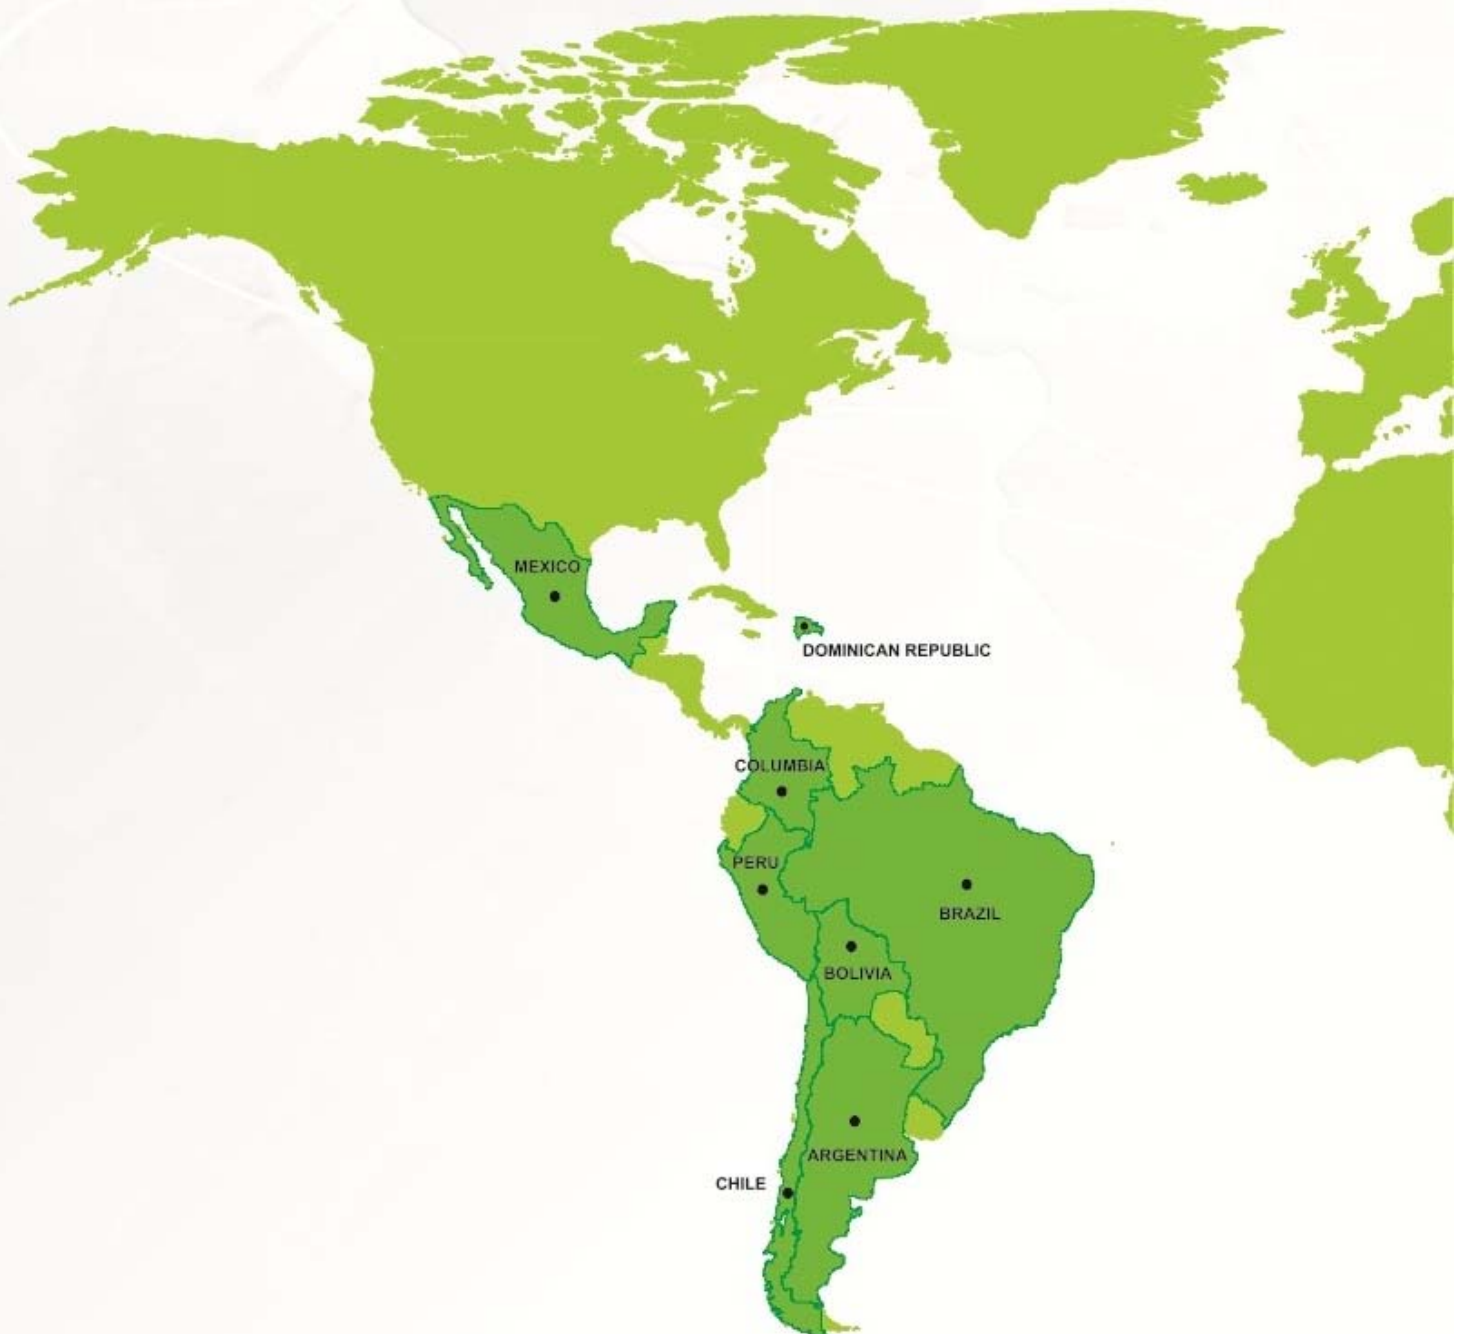 MEXICO
DOMINICAN REPUBLIC
COLUMBIA
PERU
BRAZIL
BOLIVIA
ARGENTINA
CHILE